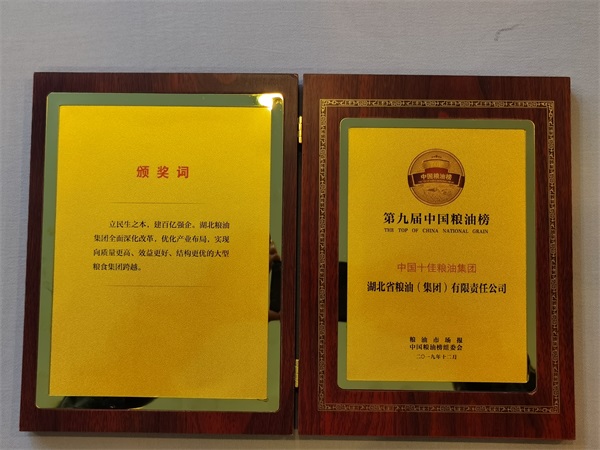 颁奖词
立民生之本，建百亿强企。湖北粮油
集团全面深化改革，优化产业布局，实现
向质量更高、效益更好、结构更优的大型
粮食集团跨越。
中国粮油榜
第九届中国粮油榜
THE TOP OF CHINA NATIONAL GRAIN
中国十佳粮油集团
湖北省粮油（集团）有限责任公司
粮油市场报
中国粮油榜组委会
二〇一九年十二月